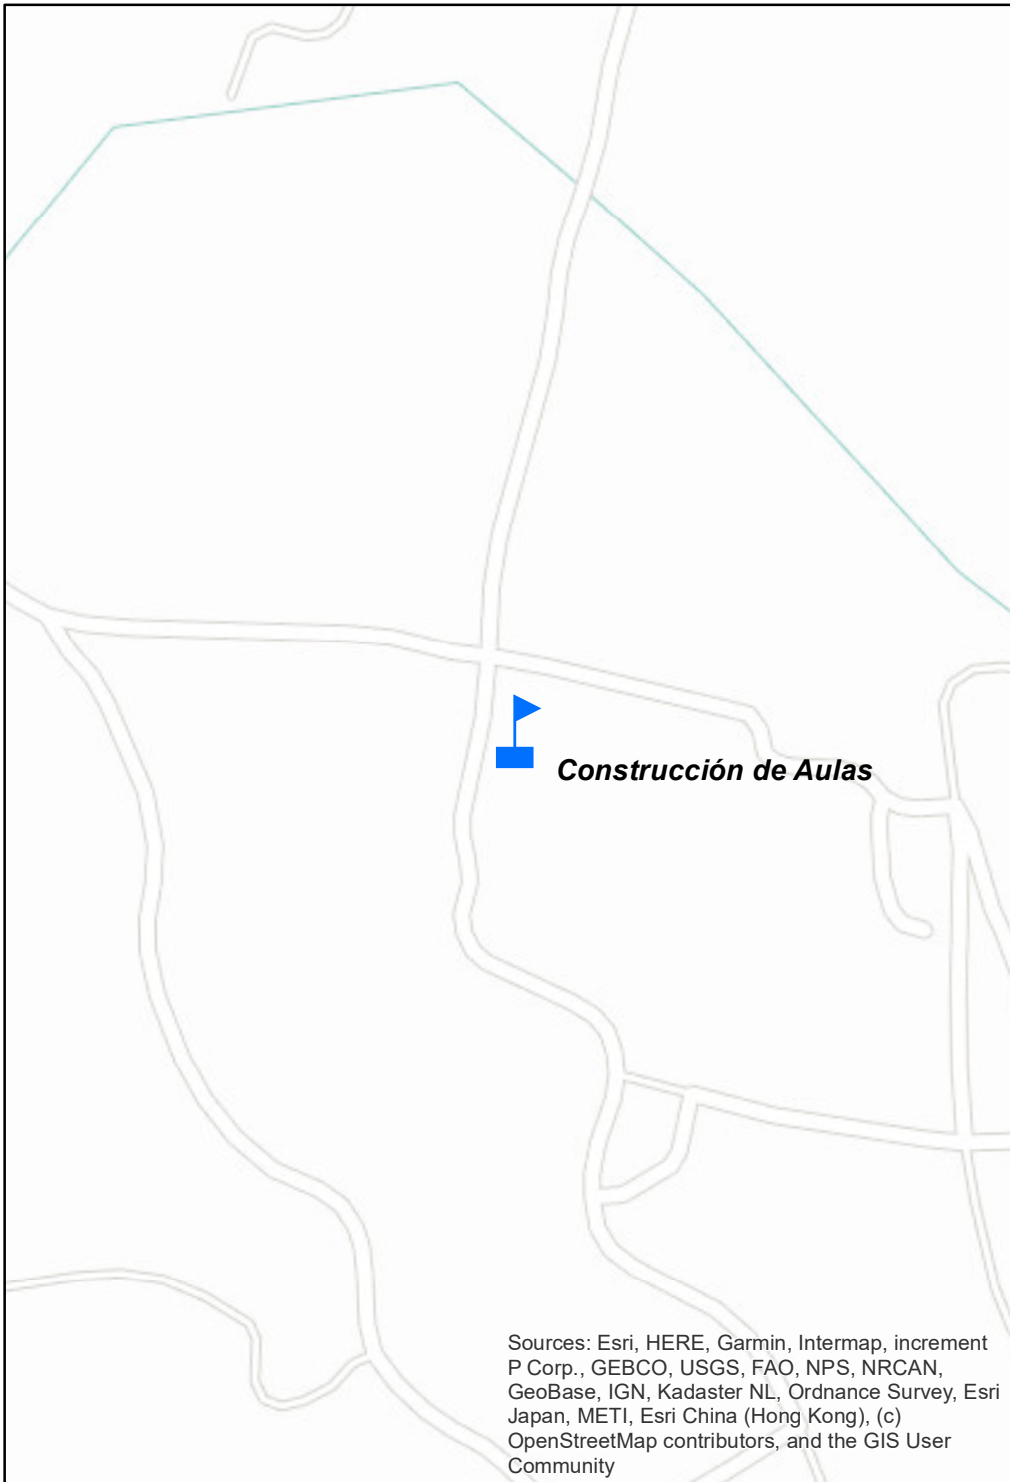 Construcción de Aulas
Sources: Esri, HERE, Garmin, Intermap, increment
P Corp., GEBCO, USGS, FAO, NPS, NRCAN,
GeoBase, IGN, Kadaster NL, Ordnance Survey, Esri
Japan, METI, Esri China (Hong Kong), (c)
OpenStreetMap contributors, and the GIS User
Community